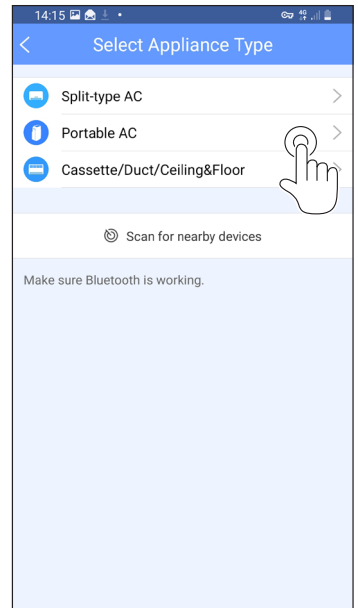 14:15 4G
Select Appliance Type
Split-type AC
Portable AC
Cassette/Duct/Ceiling&Floor
Scan for nearby devices
Make sure Bluetooth is working.